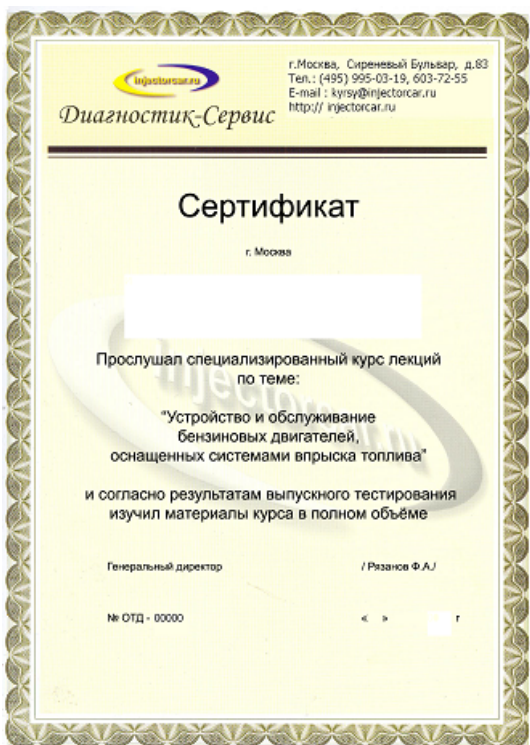 injectorcar.ru
Диагностик-Сервис
г.Москва, Сиреневый Бульвар, д.83
Тел.: (495) 995-03-19, 603-72-55
E-mail : kyrsy@injectorcar.ru
http:// injectorcar.ru
Сертификат
г. Москва
Прослушал специализированный курс лекций
по теме:
"Устройство и обслуживание
бензиновых двигателей,
оснащенных системами впрыска топлива"
и согласно результатам выпускного тестирования
изучил материалы курса в полном объёме
Генеральный директор / Рязанов Ф.А./
№ ОТД - 00000 « » г
injectorcar.ru